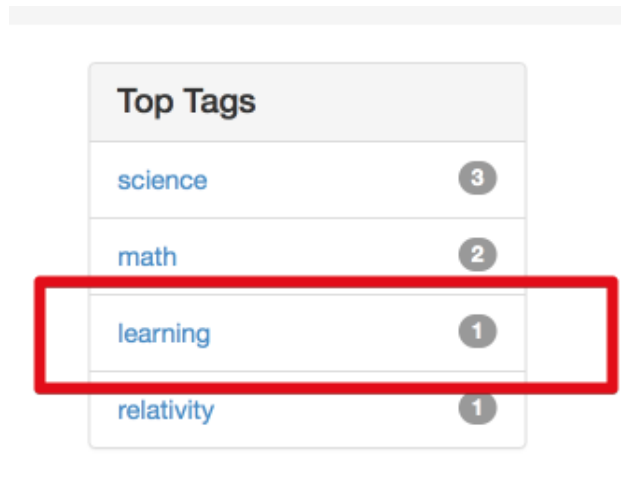 Top Tags
science 3
math 2
learning 1
relativity 1